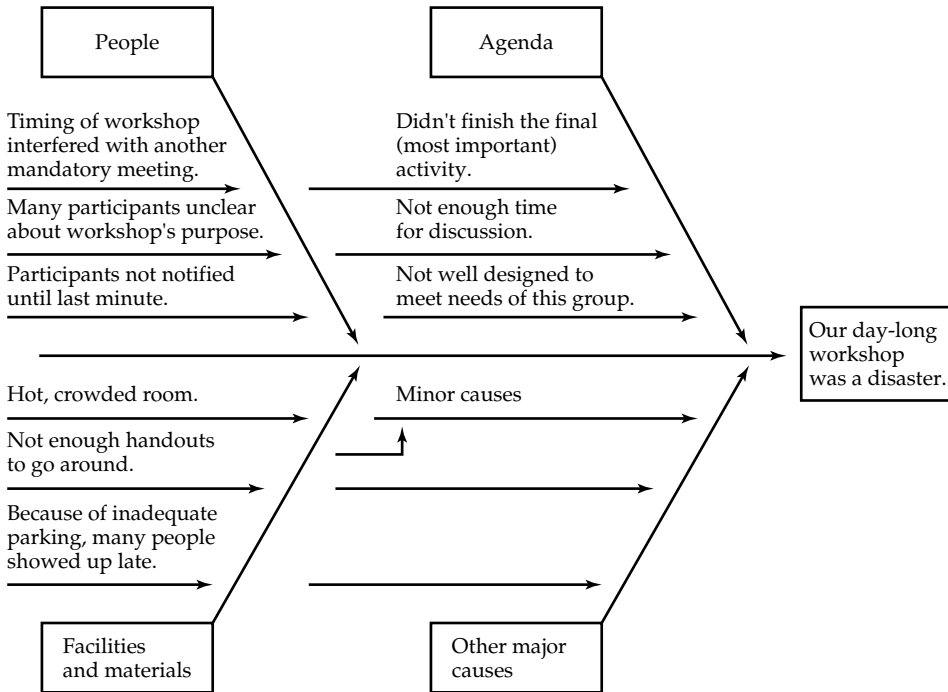 People
Agenda
Timing of workshop
interfered with another
mandatory meeting.
Many participants unclear
about workshop's purpose.
Participants not notified
until last minute.
Didn't finish the final
(most important)
activity.
Not enough time
for discussion.
Not well designed to
meet needs of this group.
Our day-long
workshop
was a disaster.
Hot, crowded room.
Not enough handouts
to go around.
Because of inadequate
parking, many people
showed up late.
Minor causes
Facilities
and materials
Other major
causes